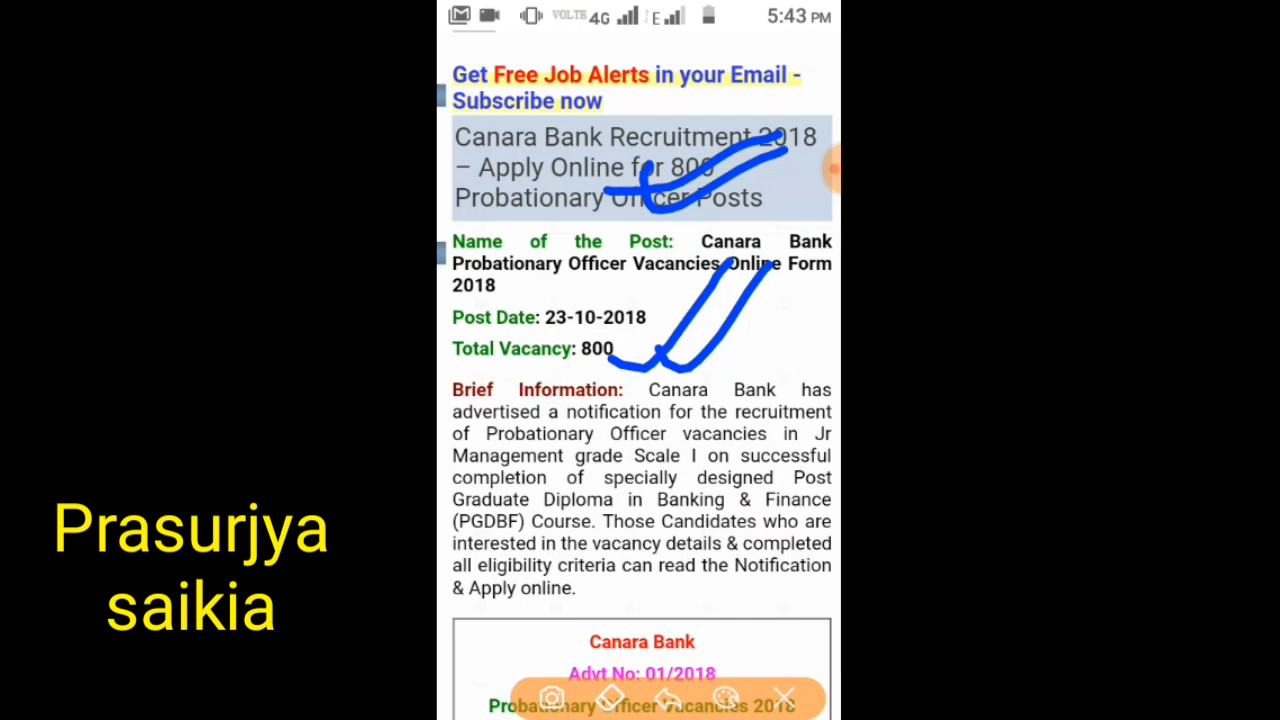 VOLTE 4G E 5:43 PM
Get Free Job Alerts in your Email -
Subscribe now
Canara Bank Recruitment 2018
– Apply Online for 800
Probationary Officer Posts
Name of the Post: Canara Bank
Probationary Officer Vacancies Online Form
2018
Post Date: 23-10-2018
Total Vacancy: 800
Brief Information: Canara Bank has
advertised a notification for the recruitment
of Probationary Officer vacancies in Jr
Management grade Scale I on successful
completion of specially designed Post
Graduate Diploma in Banking & Finance
(PGDBF) Course. Those Candidates who are
interested in the vacancy details & completed
all eligibility criteria can read the Notification
& Apply online.
Canara Bank
Advt No: 01/2018
Probationary Officer Vacancies 2018
Prasurjya
saikia